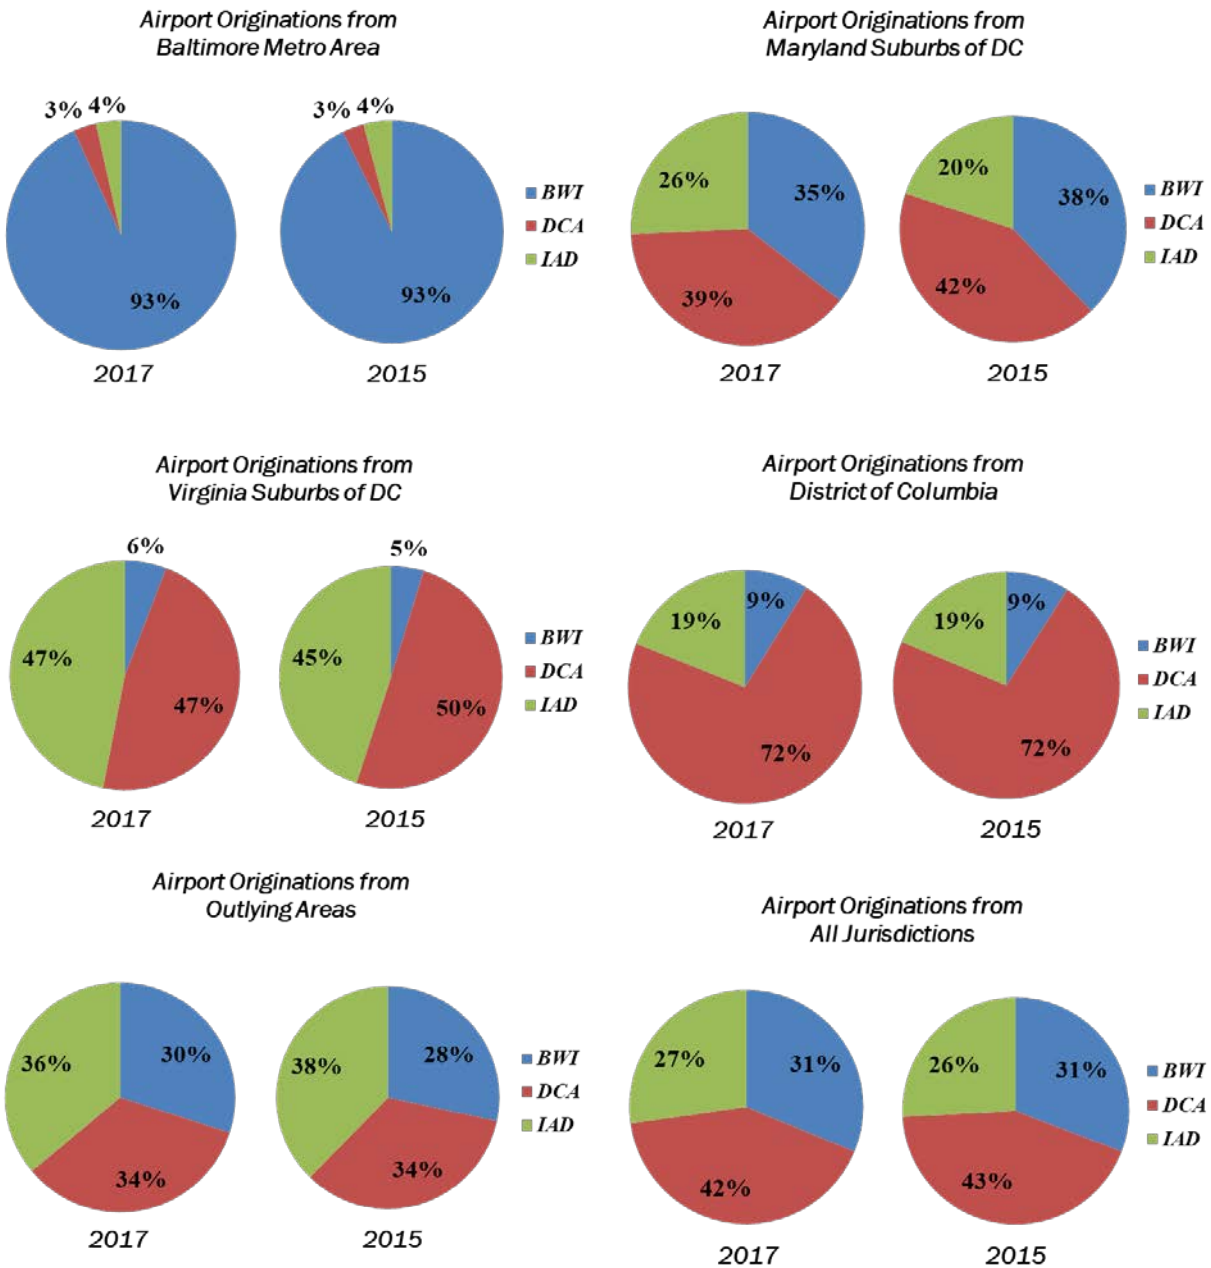 Airport Originations from
Baltimore Metro Area
3% 4%
93%
2017
3% 4%
93%
2015
BWI
DCA
IAD
Airport Originations from
Maryland Suburbs of DC
26%
35%
39%
2017
20%
38%
42%
2015
BWI
DCA
IAD
Airport Originations from
Virginia Suburbs of DC
6%
47%
47%
2017
5%
45%
50%
2015
BWI
DCA
IAD
Airport Originations from
District of Columbia
9%
19%
72%
2017
9%
19%
72%
2015
BWI
DCA
IAD
Airport Originations from
Outlying Areas
36%
30%
34%
2017
38%
28%
34%
2015
BWI
DCA
IAD
Airport Originations from
All Jurisdictions
27%
31%
42%
2017
26%
31%
43%
2015
BWI
DCA
IAD